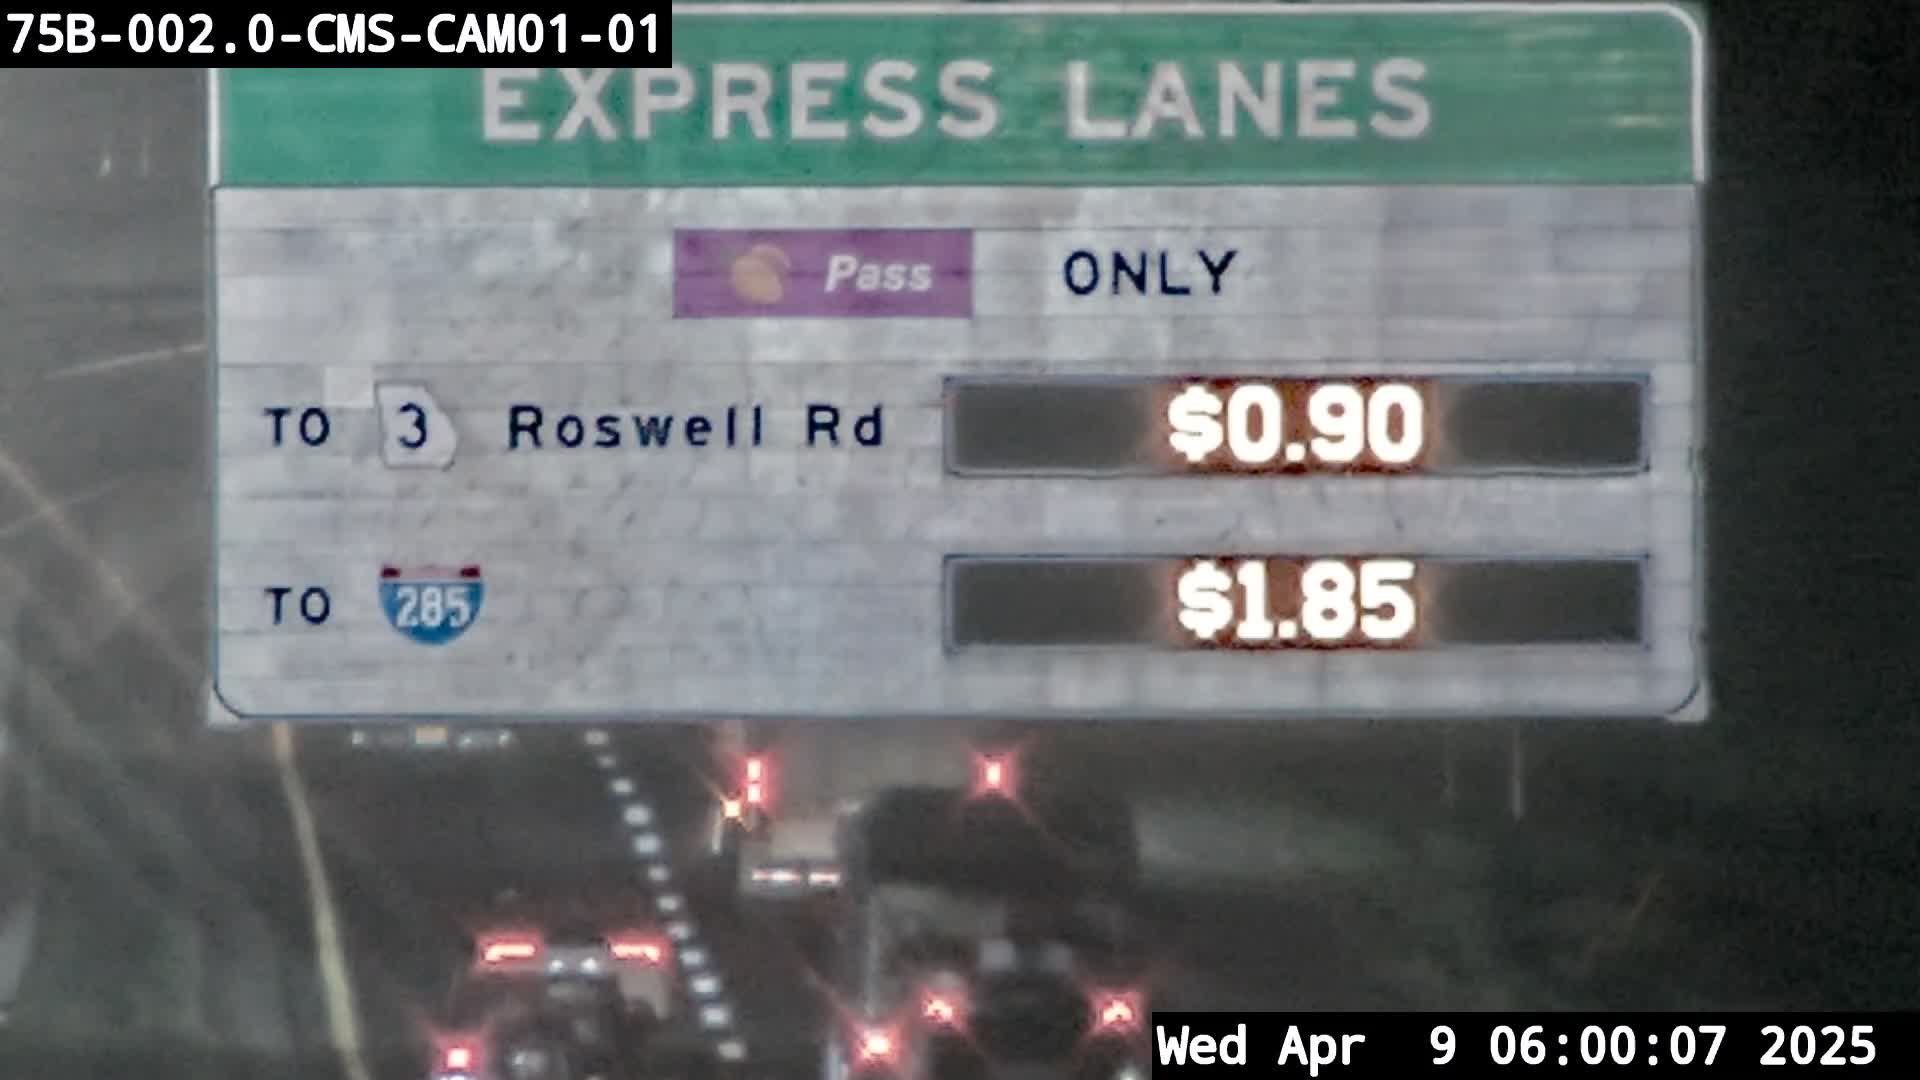 75B-002.0-CMS-CAM01-01
EXPRESS LANES
Pass ONLY
TO 3 Roswell Rd $0.90
TO 285 $1.85
Wed Apr 9 06:00:07 2025